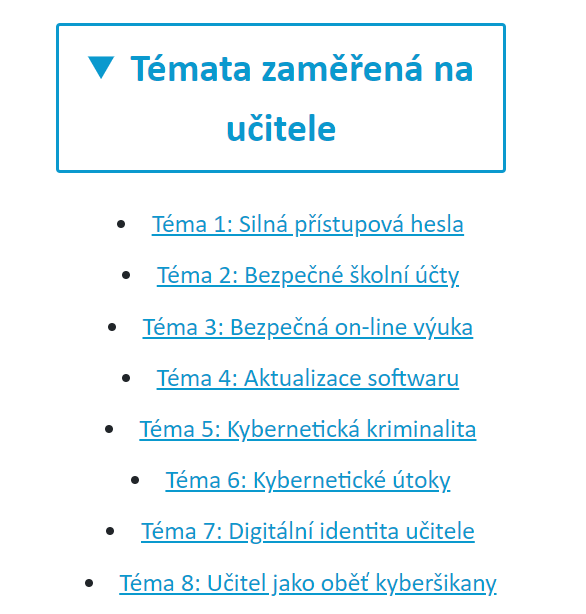 ▼ Témata zaměřená na
učitele
• Téma 1: Silná přístupová hesla
• Téma 2: Bezpečné školní účty
• Téma 3: Bezpečná on-line výuka
• Téma 4: Aktualizace softwaru
• Téma 5: Kybernetická kriminalita
• Téma 6: Kybernetické útoky
• Téma 7: Digitální identita učitele
• Téma 8: Učitel jako oběť kyberšikany